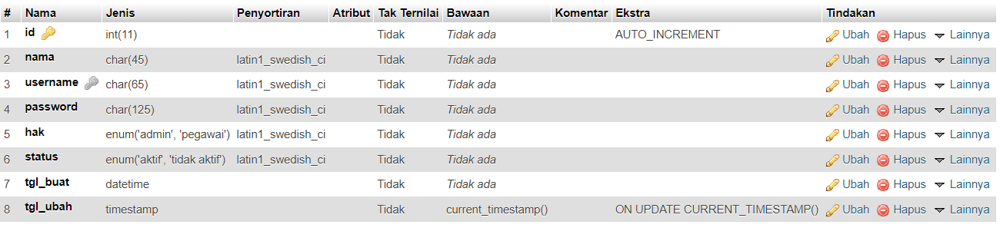 # Nama Jenis Penyortiran Atribut Tak Ternilai Bawaan Komentar Ekstra Tindakan
1 id int(11) Tidak Tidak ada AUTO_INCREMENT Ubah Hapus Lainnya
2 nama char(45) latin1_swedish_ci Tidak Tidak ada Ubah Hapus Lainnya
3 username char(65) latin1_swedish_ci Tidak Tidak ada Ubah Hapus Lainnya
4 password char(125) latin1_swedish_ci Tidak Tidak ada Ubah Hapus Lainnya
5 hak enum('admin', 'pegawai') latin1_swedish_ci Tidak Tidak ada Ubah Hapus Lainnya
6 status enum('aktif', 'tidak aktif') latin1_swedish_ci Tidak Tidak ada Ubah Hapus Lainnya
7 tgl_buat datetime Tidak Tidak ada Ubah Hapus Lainnya
8 tgl_ubah timestamp Tidak current_timestamp() ON UPDATE CURRENT_TIMESTAMP() Ubah Hapus Lainnya